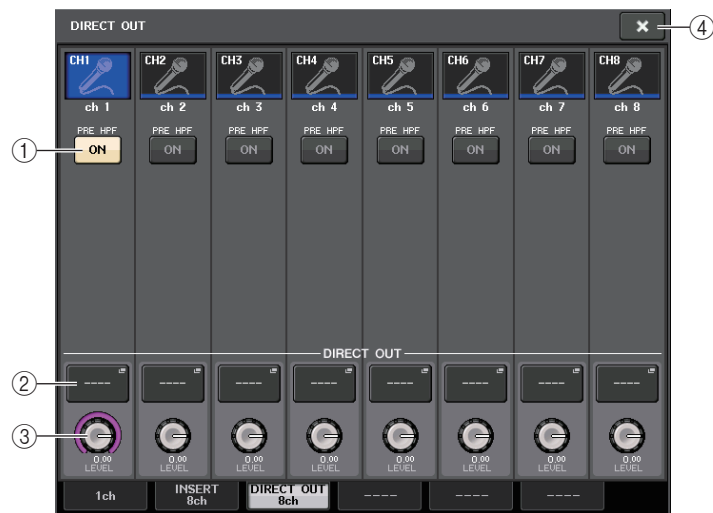 DIRECT OUT
④
CH1 CH2 CH3 CH4 CH5 CH6 CH7 CH8
ch 1 ch 2 ch 3 ch 4 ch 5 ch 6 ch 7 ch 8
PRE HPF PRE HPF PRE HPF PRE HPF PRE HPF PRE HPF PRE HPF PRE HPF
① ON ON ON ON ON ON ON ON
DIRECT OUT
② ---- ---- ---- ---- ---- ---- ---- ----
③
0.00 0.00 0.00 0.00 0.00 0.00 0.00 0.00
LEVEL LEVEL LEVEL LEVEL LEVEL LEVEL LEVEL LEVEL
1ch INSERT 8ch DIRECT OUT 8ch ---- ---- ----